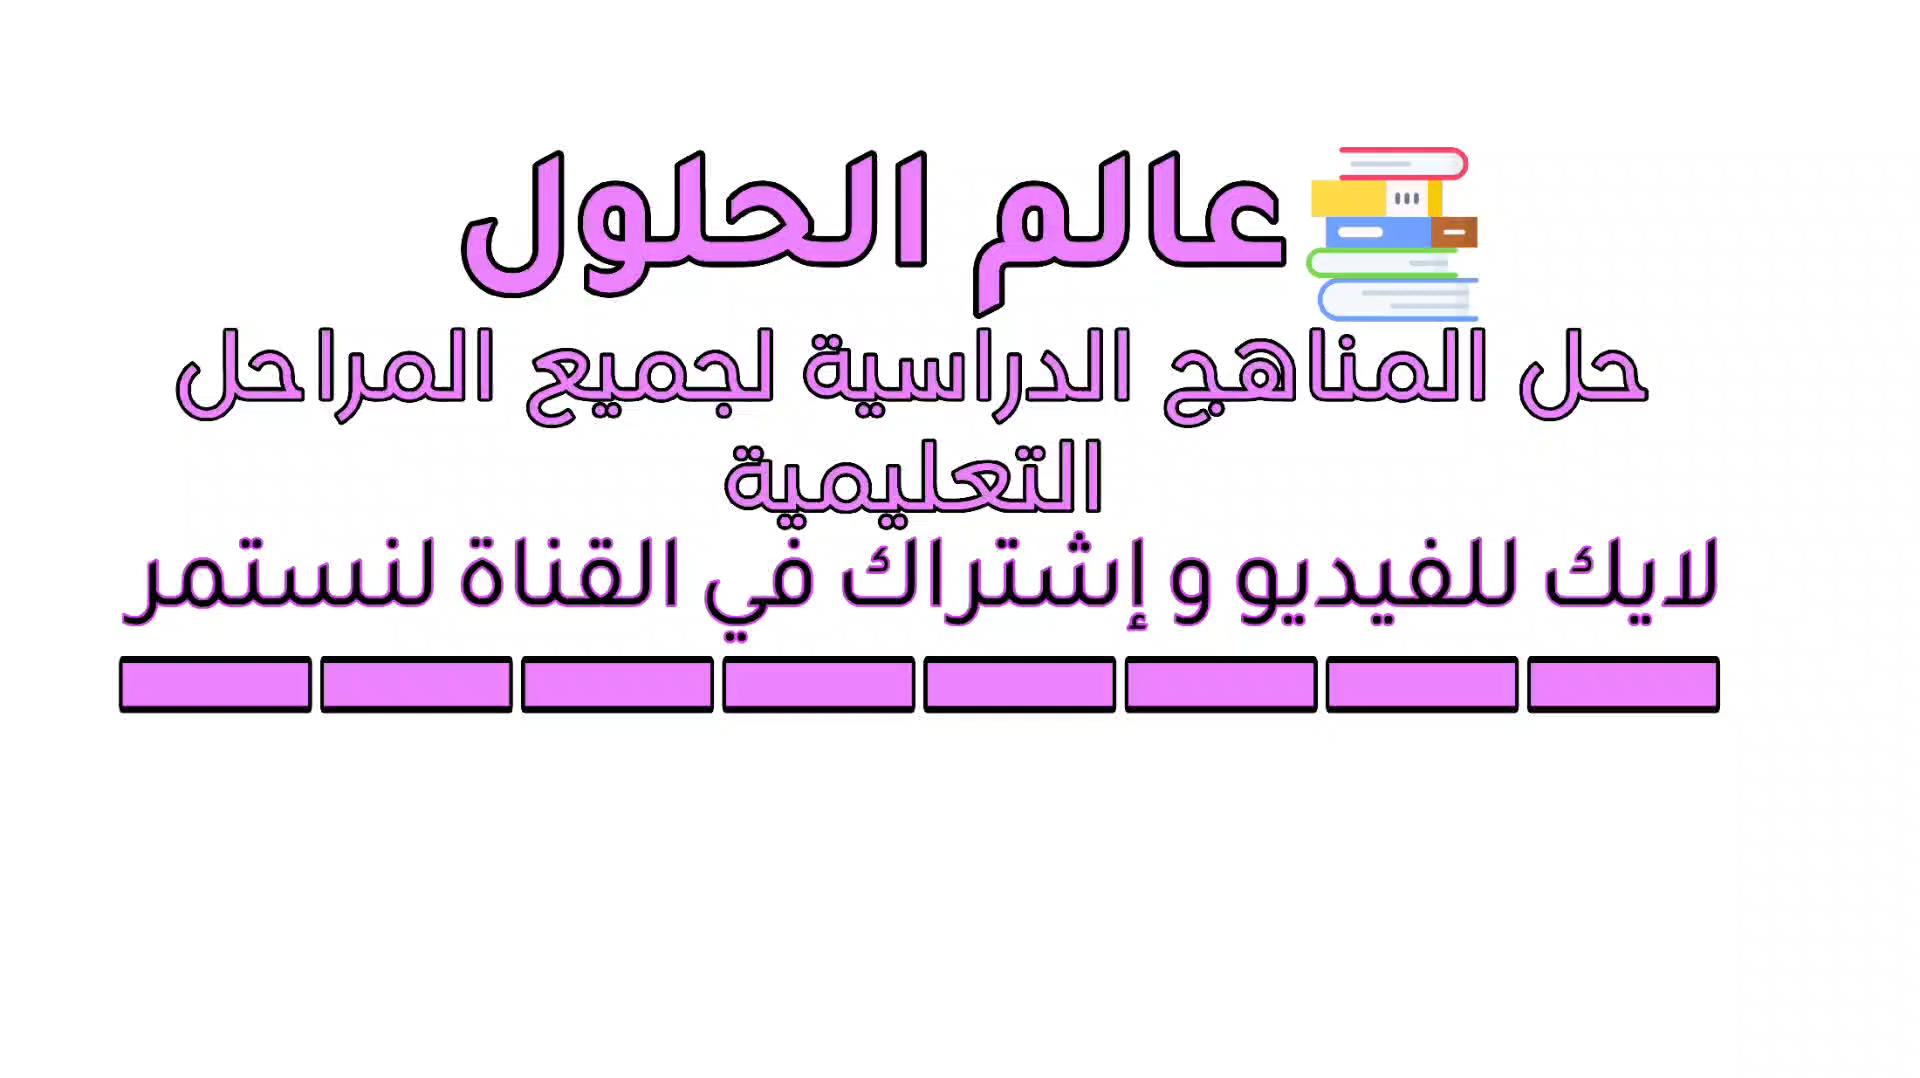 عالم الحلول
حل المناهج الدراسية لجميع المراحل
التعليمية
لايك للفيديو و إشتراك في القناة لنستمر